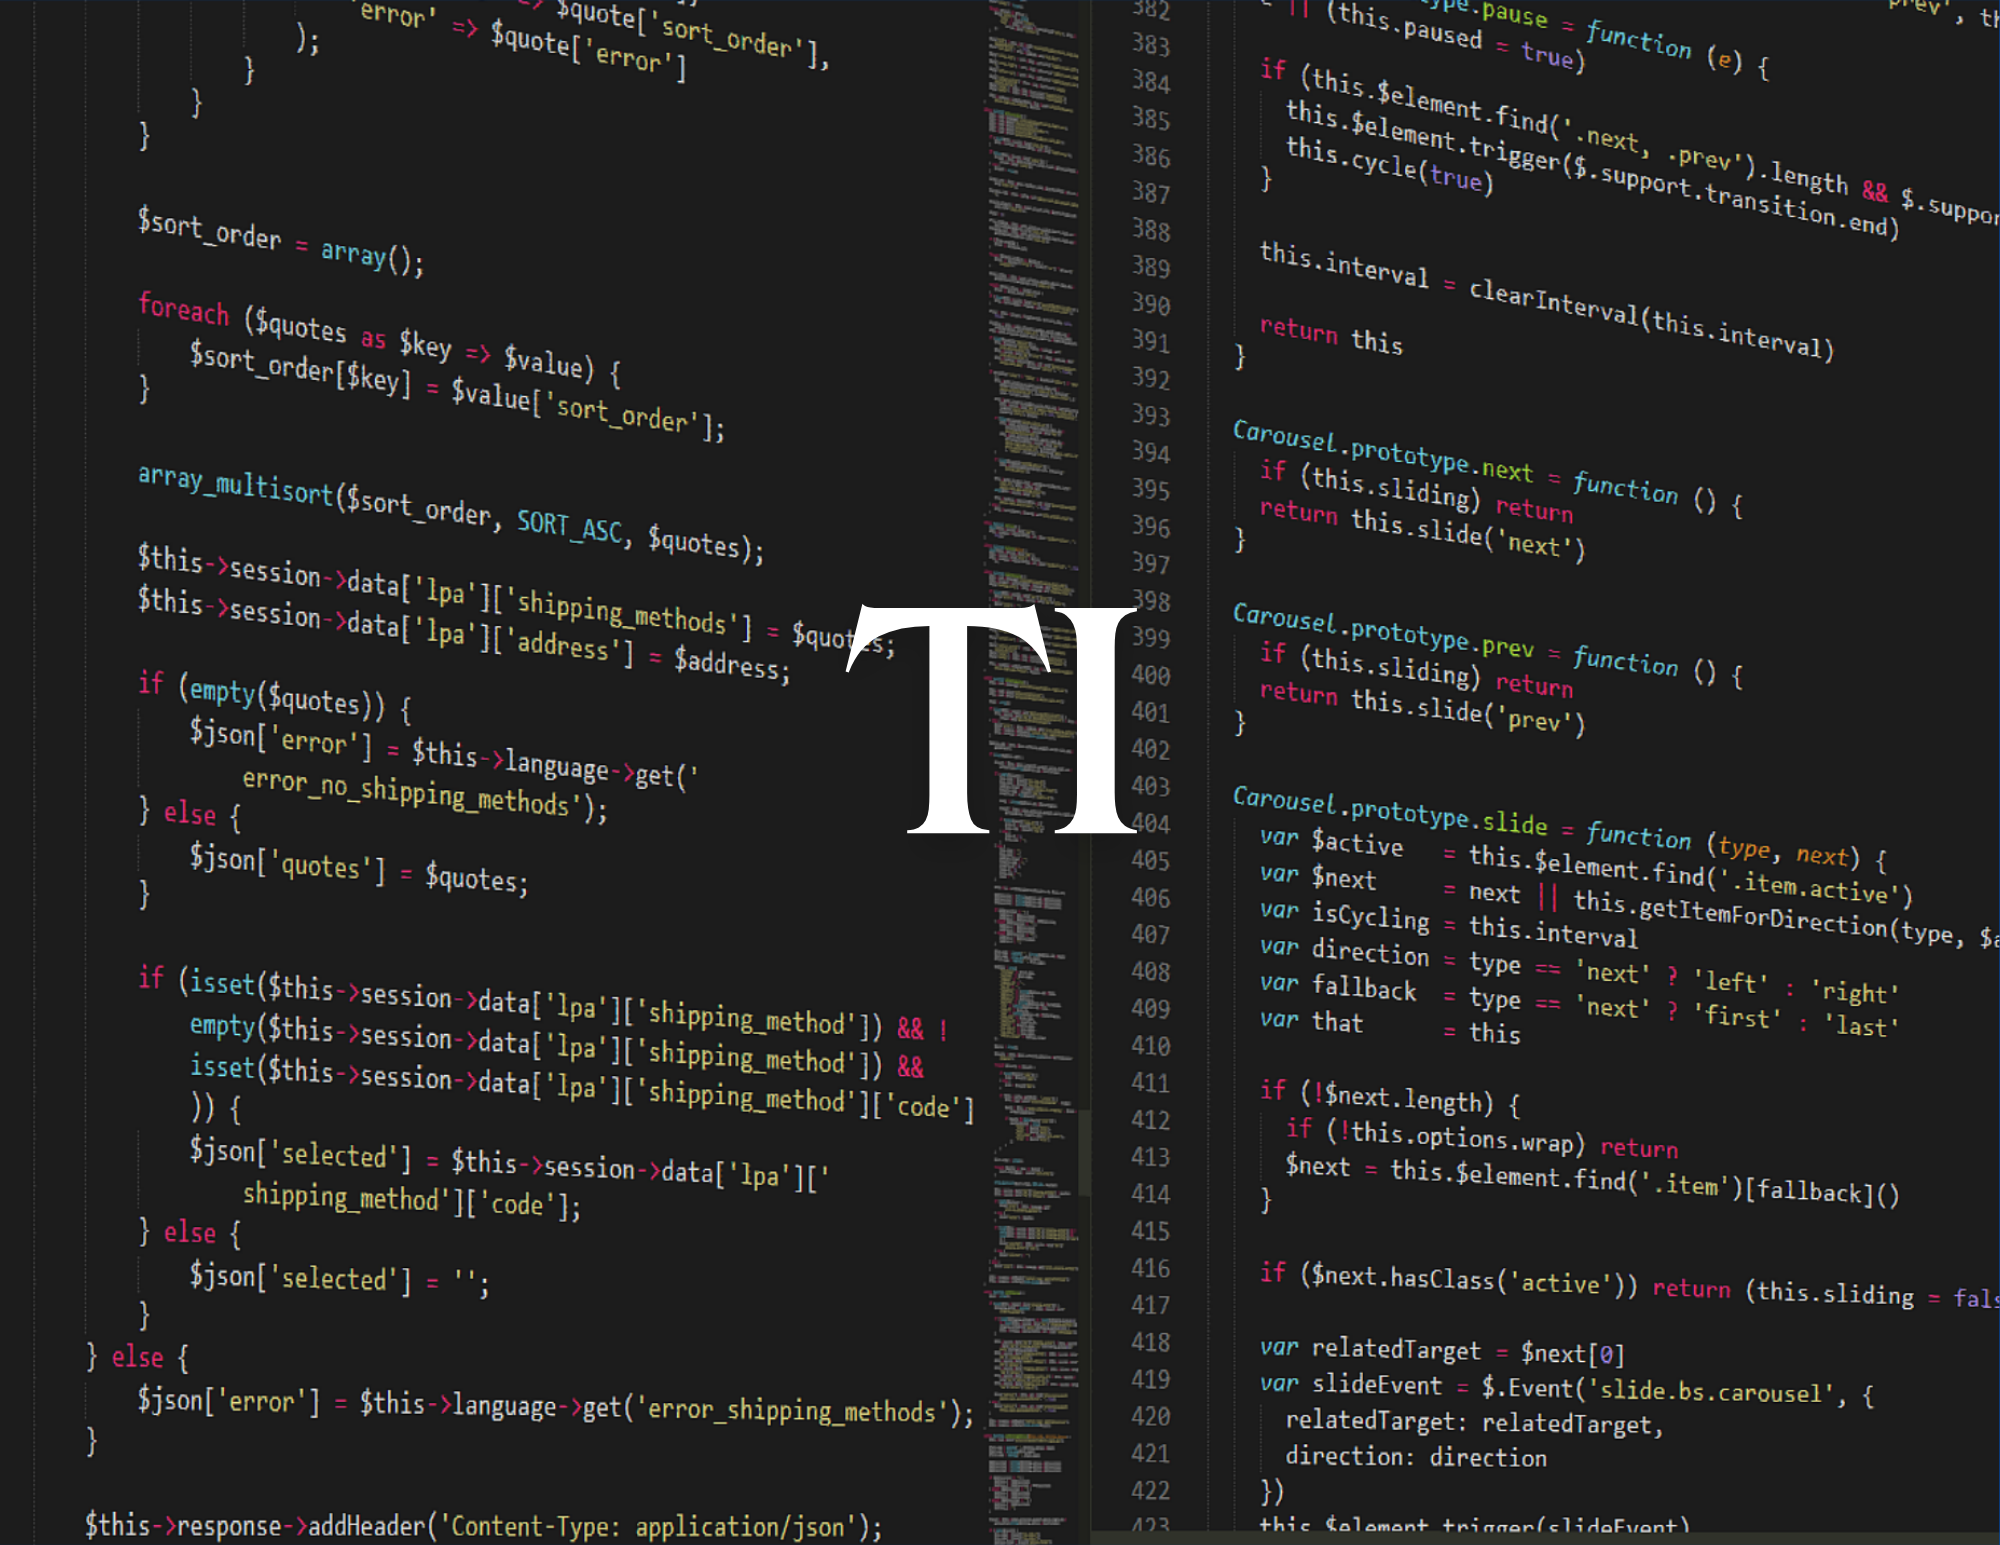 'error' => $quote['error']
$quote['sort_order'],
);
}
}
}
$sort_order = array();
foreach ($quotes as $key => $value) {
$sort_order[$key] = $value['sort_order'];
}
array_multisort($sort_order, SORT_ASC, $quotes);
$this->session->data['lpa']['shipping_methods'] = $quotes;
$this->session->data['lpa']['address'] = $address;
if (empty($quotes)) {
$json['error'] = $this->language->get('
error_no_shipping_methods');
} else {
$json['quotes'] = $quotes;
}
if (isset($this->session->data['lpa']['shipping_method']) && !
empty($this->session->data['lpa']['shipping_method']) &&
isset($this->session->data['lpa']['shipping_method']['code']
)) {
$json['selected'] = $this->session->data['lpa']['
shipping_method']['code'];
} else {
$json['selected'] = '';
}
} else {
$json['error'] = $this->language->get('error_shipping_methods');
}
$this->response->addHeader('Content-Type: application/json');
TI
382
383
384
385
386
387
388
389
390
391
392
393
394
395
396
397
398
399
400
401
402
403
404
405
406
407
408
409
410
411
412
413
414
415
416
417
418
419
420
421
422
423
.pause = function (e) {
|| (this.paused = true)
if (this.$element.find('.next, .prev').length && $.suppor
this.$element.trigger($.support.transition.end)
this.cycle(true)
}
this.interval = clearInterval(this.interval)
return this
}
Carousel.prototype.next = function () {
if (this.sliding) return
return this.slide('next')
}
Carousel.prototype.prev = function () {
if (this.sliding) return
return this.slide('prev')
}
Carousel.prototype.slide = function (type, next) {
var $active = this.$element.find('.item.active')
var $next = next || this.getItemForDirection(type, $a
var isCycling = this.interval
var direction = type == 'next' ? 'left' : 'right'
var fallback = type == 'next' ? 'first' : 'last'
var that = this
if (!$next.length) {
if (!this.options.wrap) return
$next = this.$element.find('.item')[fallback]()
}
if ($next.hasClass('active')) return (this.sliding = fals
var relatedTarget = $next[0]
var slideEvent = $.Event('slide.bs.carousel', {
relatedTarget: relatedTarget,
direction: direction
})
this.$element.trigger(slideEvent)